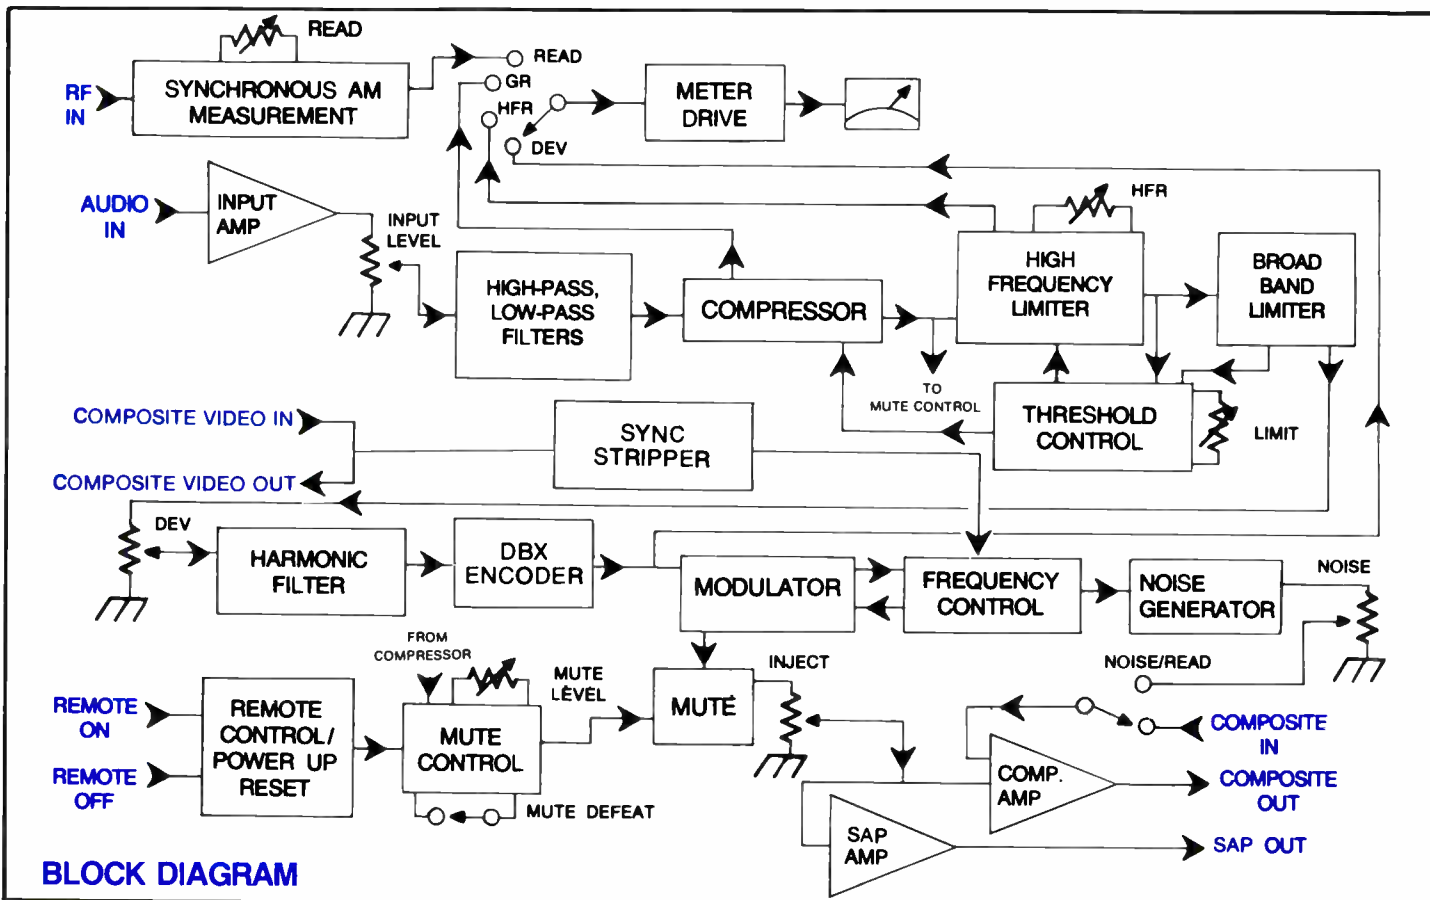 READ
RF
IN
SYNCHRONOUS AM
MEASUREMENT
READ
GR
HFR
DEV
METER
DRIVE
AUDIO
IN
INPUT
AMP
INPUT
LEVEL
HIGH-PASS,
LOW-PASS
FILTERS
COMPRESSOR
HFR
HIGH
FREQUENCY
LIMITER
BROAD
BAND
LIMITER
TO
MUTE CONTROL
THRESHOLD
CONTROL
LIMIT
COMPOSITE VIDEO IN
COMPOSITE VIDEO OUT
SYNC
STRIPPER
DEV
HARMONIC
FILTER
DBX
ENCODER
MODULATOR
FREQUENCY
CONTROL
NOISE
GENERATOR
NOISE
FROM
COMPRESSOR
MUTE
LEVEL
INJECT
NOISE/READ
REMOTE
ON
REMOTE
OFF
REMOTE
CONTROL/
POWER UP
RESET
MUTE
CONTROL
MUTE
MUTE DEFEAT
COMPOSITE
IN
COMP.
AMP
COMPOSITE
OUT
SAP
AMP
SAP OUT
BLOCK DIAGRAM